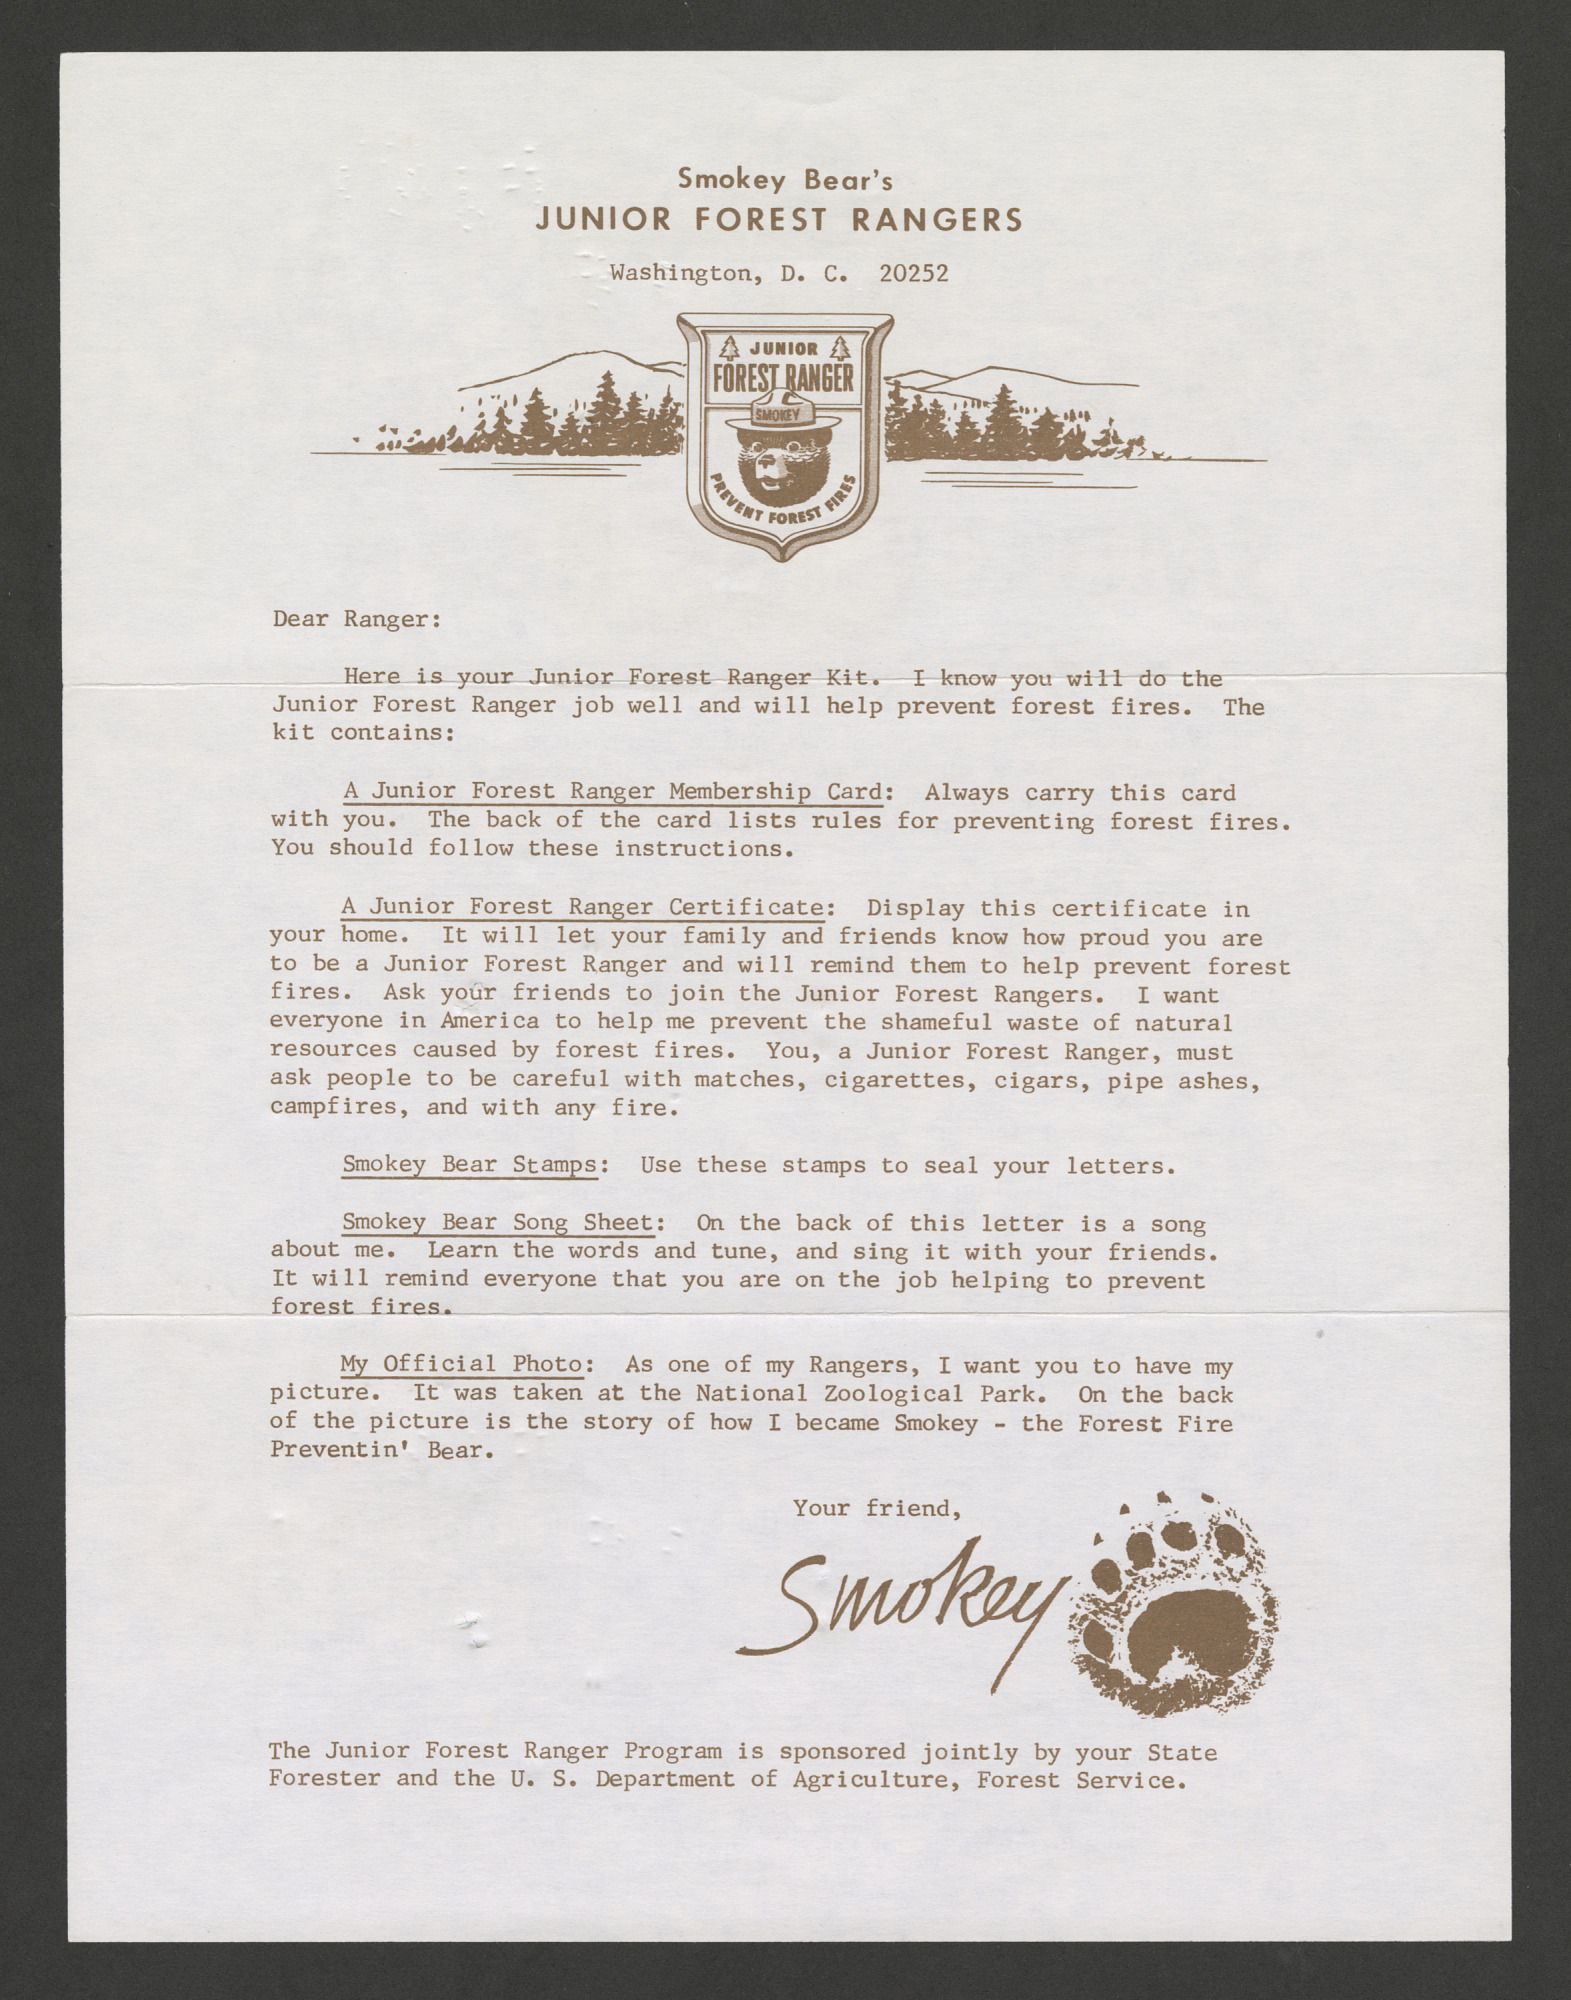 Smokey Bear's
JUNIOR FOREST RANGERS
Washington, D. C.  20252
JUNIOR
FOREST RANGER
SMOKEY
PREVENT FOREST FIRES
Dear Ranger:
Here is your Junior Forest Ranger Kit.  I know you will do the
Junior Forest Ranger job well and will help prevent forest fires.  The
kit contains:
A Junior Forest Ranger Membership Card:  Always carry this card
with you.  The back of the card lists rules for preventing forest fires.
You should follow these instructions.
A Junior Forest Ranger Certificate:  Display this certificate in
your home.  It will let your family and friends know how proud you are
to be a Junior Forest Ranger and will remind them to help prevent forest
fires.  Ask your friends to join the Junior Forest Rangers.  I want
everyone in America to help me prevent the shameful waste of natural
resources caused by forest fires.  You, a Junior Forest Ranger, must
ask people to be careful with matches, cigarettes, cigars, pipe ashes,
campfires, and with any fire.
Smokey Bear Stamps:  Use these stamps to seal your letters.
Smokey Bear Song Sheet:  On the back of this letter is a song
about me.  Learn the words and tune, and sing it with your friends.
It will remind everyone that you are on the job helping to prevent
forest fires.
My Official Photo:  As one of my Rangers, I want you to have my
picture.  It was taken at the National Zoological Park.  On the back
of the picture is the story of how I became Smokey - the Forest Fire
Preventin' Bear.
Your friend,
Smokey
The Junior Forest Ranger Program is sponsored jointly by your State
Forester and the U. S. Department of Agriculture, Forest Service.